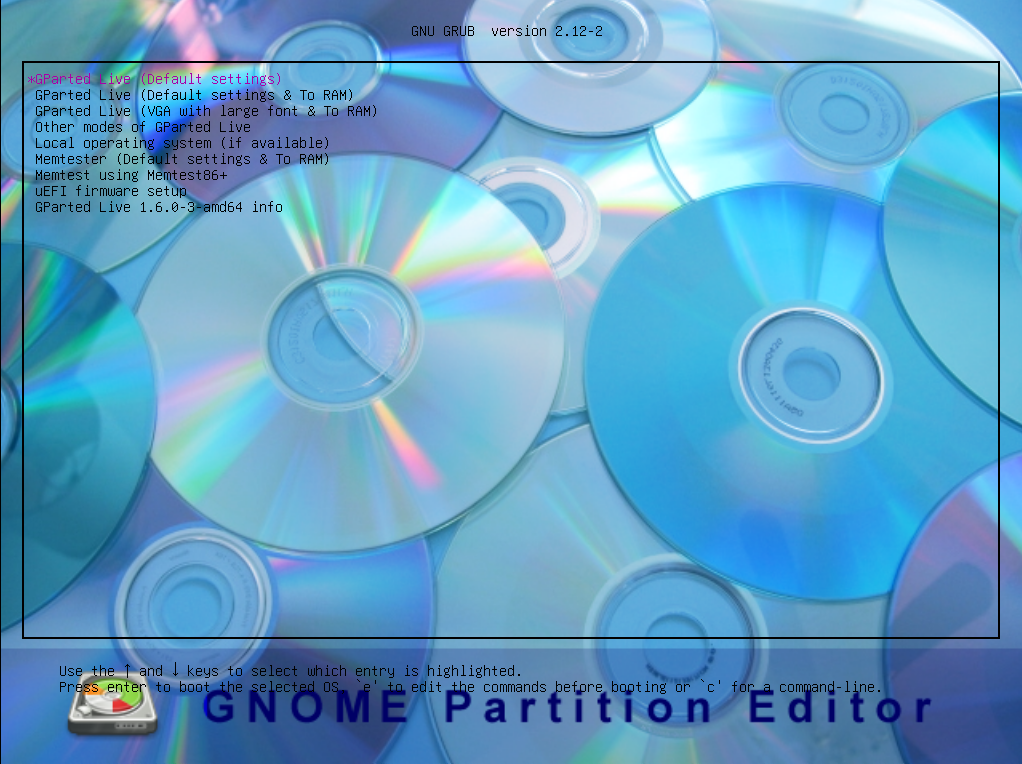 GNU GRUB  version 2.12-2
*GParted Live (Default settings)
GParted Live (Default settings & To RAM)
GParted Live (VGA with large font & To RAM)
Other modes of GParted Live
Local operating system (if available)
Memtester (Default settings & To RAM)
Memtest using Memtest86+
uEFI firmware setup
GParted Live 1.6.0-3-amd64 info
Use the ↑ and ↓ keys to select which entry is highlighted.
Press enter to boot the selected OS, `e' to edit the commands before booting or `c' for a command-line.
GNOME Partition Editor